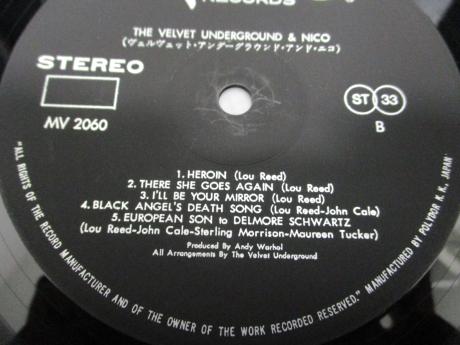 RECORDS
THE VELVET UNDERGROUND & NICO
(ヴェルヴェット・アンダーグラウンド・アンド・ニコ)
STEREO
MV 2060
ST 33
B
1. HEROIN (Lou Reed)
2. THERE SHE GOES AGAIN (Lou Reed)
3. I'LL BE YOUR MIRROR (Lou Reed)
4. BLACK ANGEL'S DEATH SONG (Lou Reed-John Cale)
5. EUROPEAN SON to DELMORE SCHWARTZ
(Lou Reed-John Cale-Sterling Morrison-Maureen Tucker)
Produced By Andy Warhol
All Arrangements By The Velvet Underground
"ALL RIGHTS OF THE RECORD MANUFACTURER AND OF THE OWNER OF THE WORK RECORDED RESERVED." MANUFACTURED BY POLYDOR K. K. JAPAN